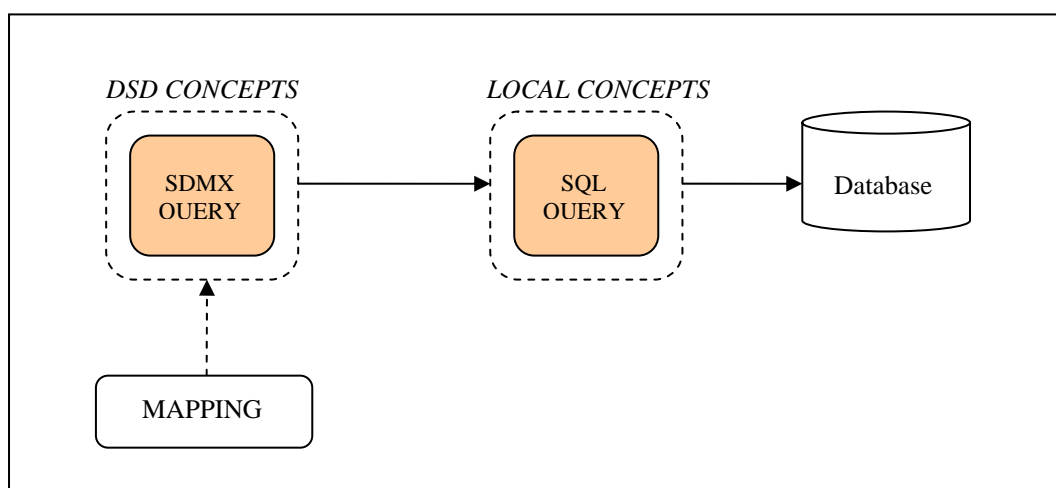 DSD CONCEPTS
LOCAL CONCEPTS
SDMX
OUERY
SQL
OUERY
Database
MAPPING